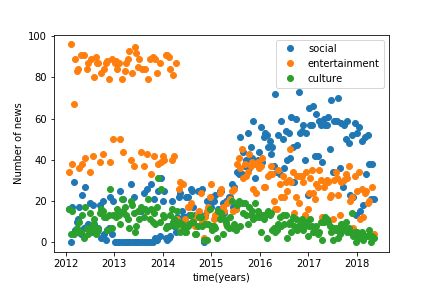 100
80
60
40
20
0
Number of news
social
entertainment
culture
2012 2013 2014 2015 2016 2017 2018
time(years)